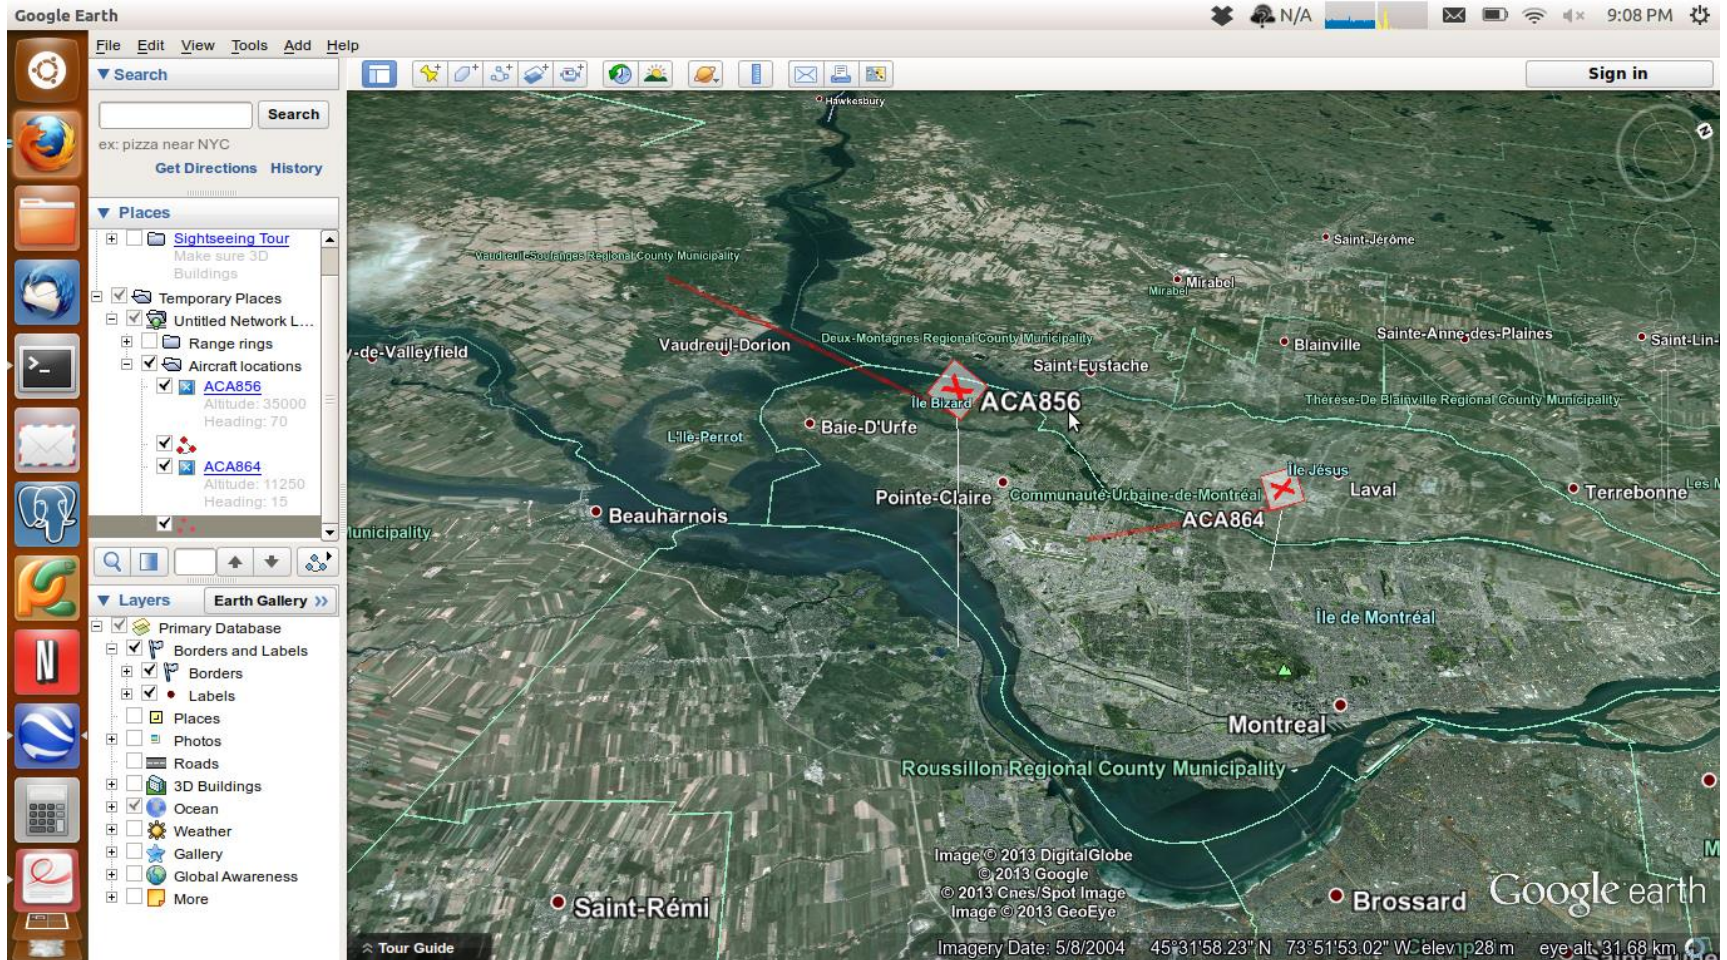 Google Earth
N/A
9:08 PM
File Edit View Tools Add Help
Search
Search
ex: pizza near NYC
Get Directions History
Places
Sightseeing Tour
Make sure 3D
Buildings
Temporary Places
Untitled Network L...
Range rings
Aircraft locations
ACA856
Altitude: 35000
Heading: 70
ACA864
Altitude: 11250
Heading: 15
Layers
Earth Gallery >>
Primary Database
Borders and Labels
Borders
Labels
Places
Photos
Roads
3D Buildings
Ocean
Weather
Gallery
Global Awareness
More
Sign in
N
Hawkesbury
Saint-Jérôme
Vaudreuil-Soulanges Regional County Municipality
Mirabel
Mirabel
Deux-Montagnes Regional County Municipality
Sainte-Anne-des-Plaines
y-de-Valleyfield
Vaudreuil-Dorion
Blainville
Saint-Lin-
Saint-Eustache
Île Bizard
ACA856
Thérèse-De Blainville Regional County Municipality
L'Île-Perrot
Baie-D'Urfe
Île Jésus
Pointe-Claire
Communauté-Urbaine-de-Montréal
Laval
Terrebonne
Les M
Beauharnois
ACA864
unicipality
Île de Montréal
Montreal
Roussillon Regional County Municipality
M
Image © 2013 DigitalGlobe
© 2013 Google
© 2013 Cnes/Spot Image
Image © 2013 GeoEye
Saint-Rémi
Brossard
Google earth
Tour Guide
Imagery Date: 5/8/2004 45°31'58.23" N 73°51'53.02" W elev 28 m eye alt 31.68 km